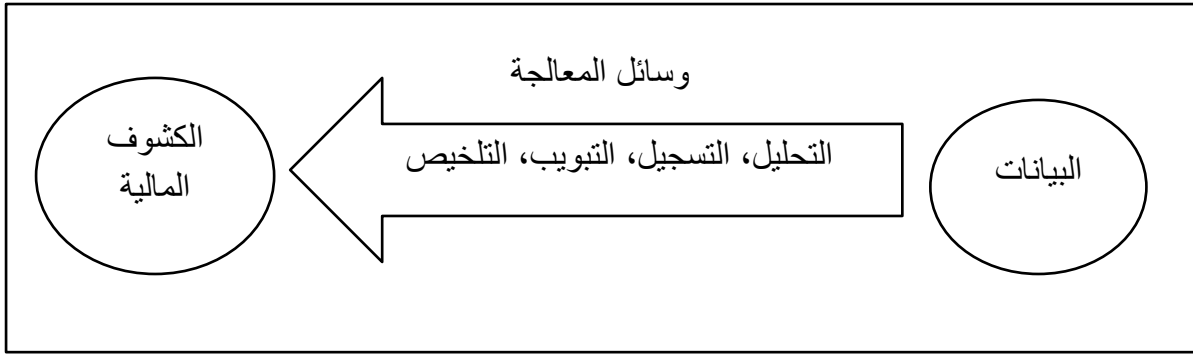 وسائل المعالجة
البيانات
التحليل، التسجيل، التبويب، التلخيص
الكشوف
المالية